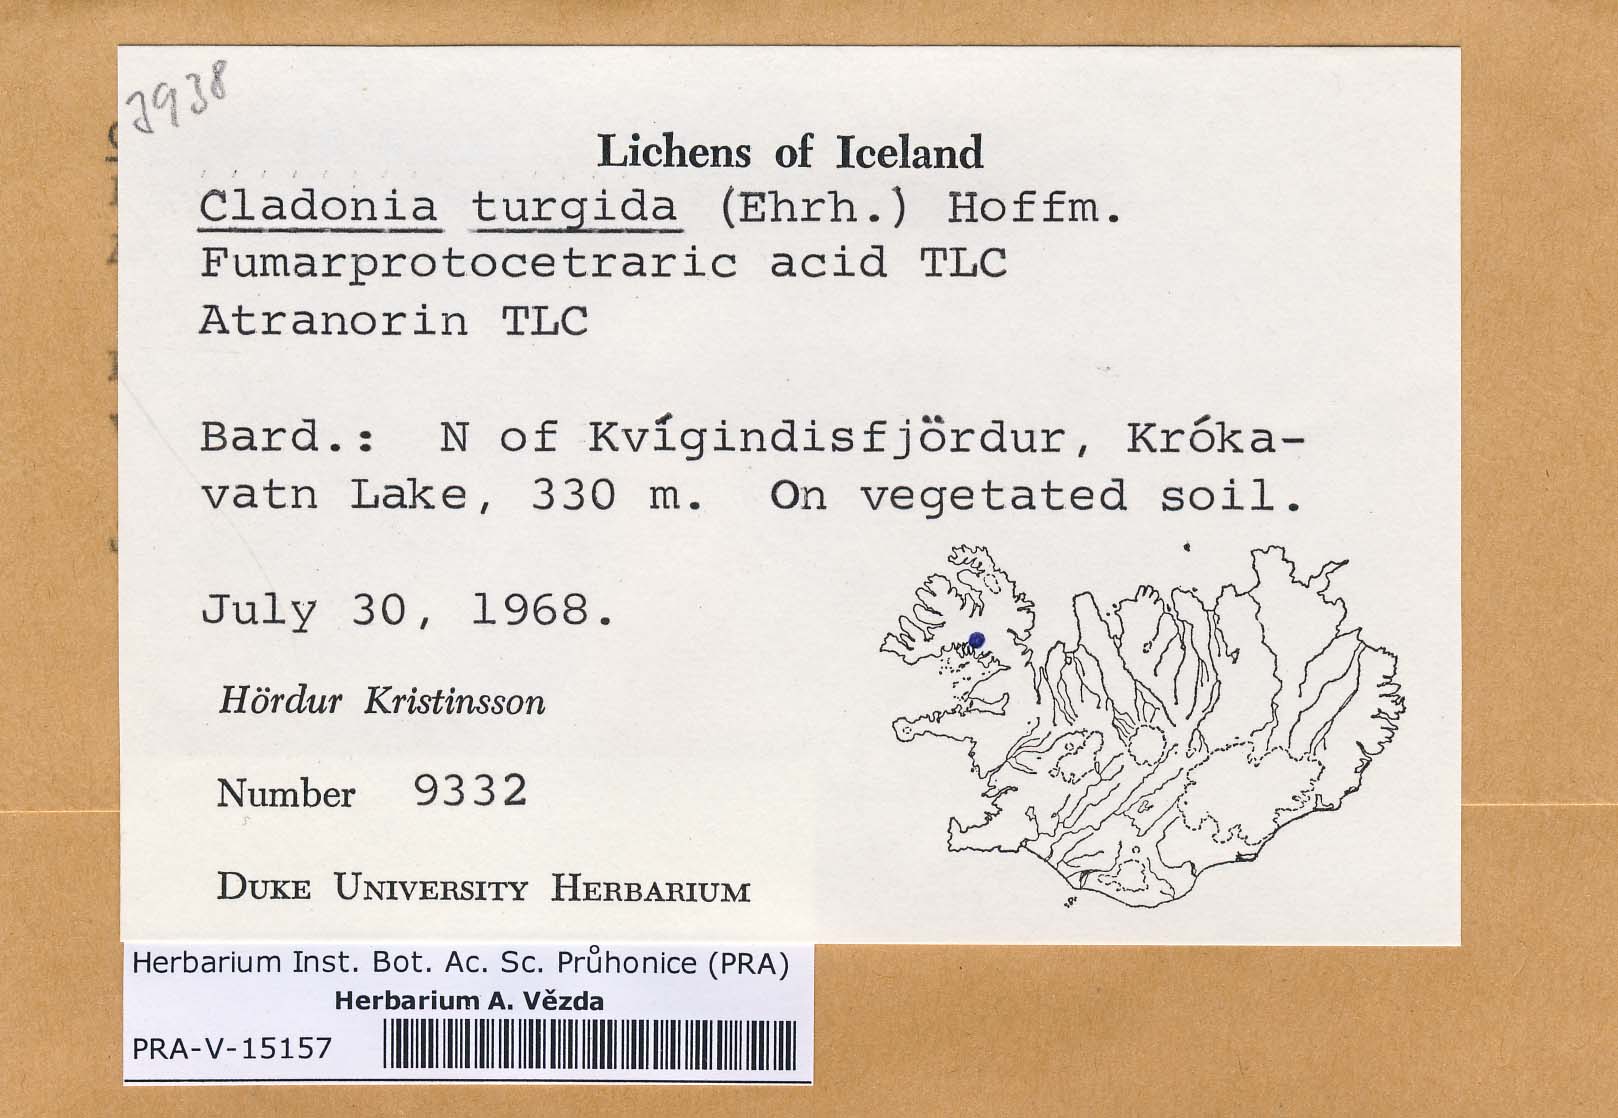 7938
Lichens of Iceland
Cladonia turgida (Ehrh.) Hoffm.
Fumarprotocetraric acid TLC
Atranorin TLC
Bard.: N of Kvígindisfjördur, Króka-
vatn Lake, 330 m. On vegetated soil.
July 30, 1968.
Hördur Kristinsson
Number 9332
Duke University Herbarium
Herbarium Inst. Bot. Ac. Sc. Průhonice (PRA)
Herbarium A. Vězda
PRA-V-15157